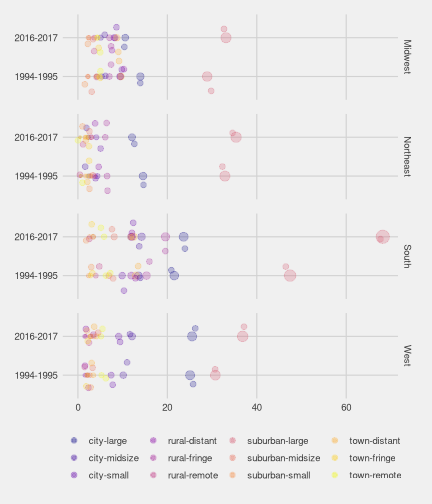 2016-2017
1994-1995
Midwest
2016-2017
1994-1995
Northeast
2016-2017
1994-1995
South
2016-2017
1994-1995
West
0 20 40 60
city-large rural-distant suburban-large town-distant
city-midsize rural-fringe suburban-midsize town-fringe
city-small rural-remote suburban-small town-remote